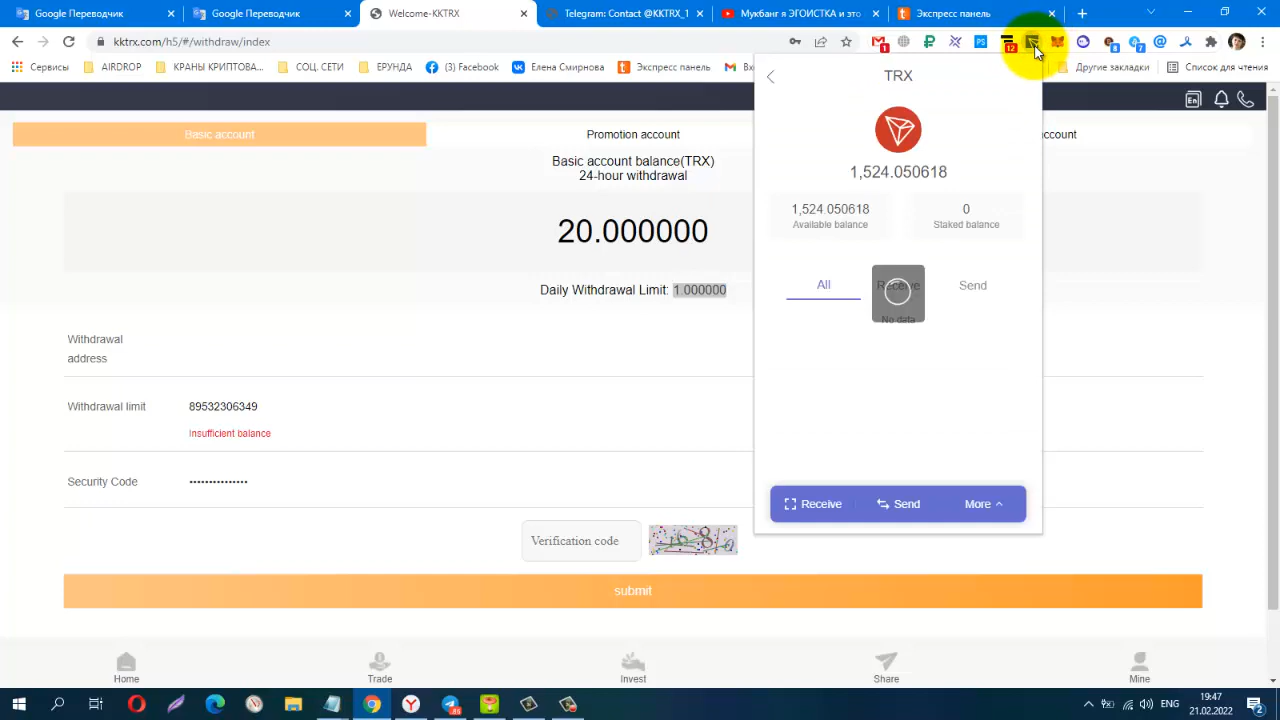 Google Переводчик
Google Переводчик
Welcome-KKTRX
Telegram: Contact @KKTRX_1
Мукбанг я ЭГОИСТКА и это
Экспресс панель
kktrx.com/h5/#/withdraw/index
Сервисы
AIRDROP
КРАНЫ КРИПТОВА...
СОЦ. СЕТИ
ЕРУНДА
(3) Facebook
Елена Смирнова
Экспресс панель
Другие закладки
Список для чтения
Basic account
Promotion account
account
Basic account balance(TRX)
24-hour withdrawal
20.000000
Daily Withdrawal Limit: 1.000000
Withdrawal
address
Withdrawal limit
89532306349
Insufficient balance
Security Code
Verification code
submit
Home
Trade
Invest
Share
Mine
TRX
1,524.050618
1,524.050618
Available balance
0
Staked balance
All
Receive
Send
No data
Receive
Send
More
ENG
19:47
21.02.2022